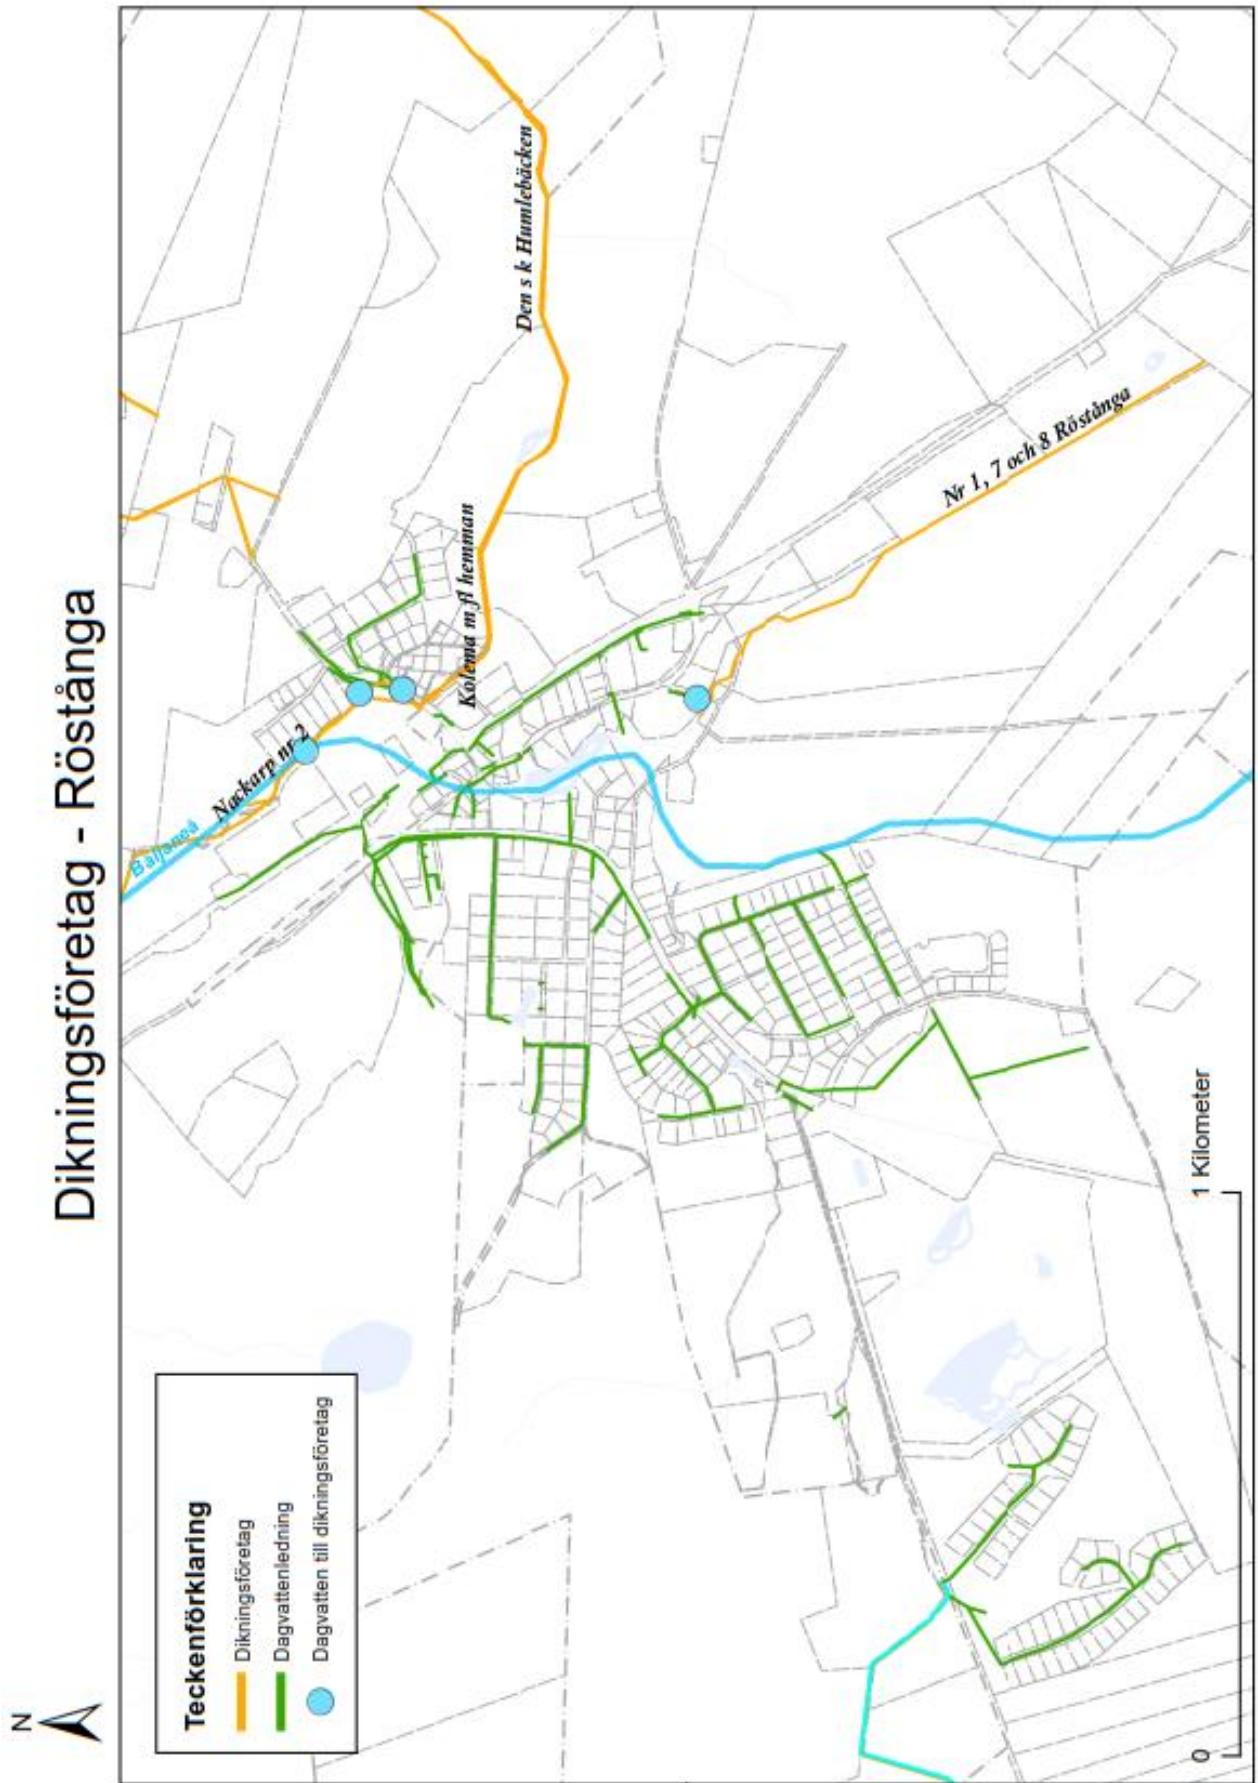 Dikningsföretag - Röstånga
N
Teckenförklaring
Dikningsföretag
Dagvattenledning
Dagvatten till dikningsföretag
Nackarp nr 2
Kolema m fl hemman
Den s k Humlebäcken
Nr 1, 7 och 8 Röstånga
0
1 Kilometer